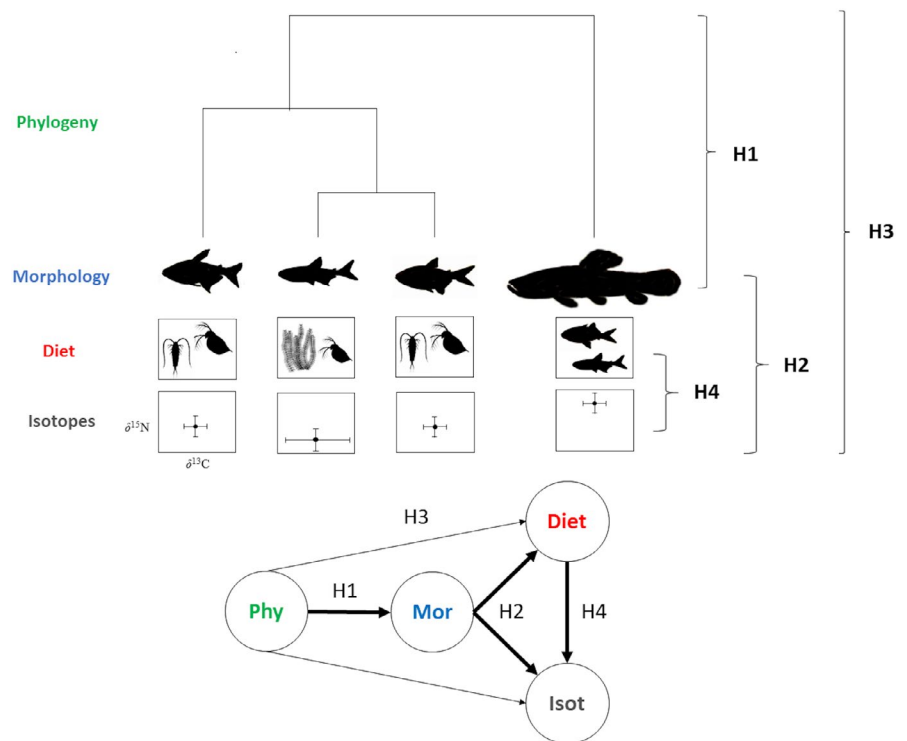 Phylogeny
H1
H3
Morphology
Diet
H2
H4
Isotopes
δ¹⁵N
δ¹³C
H3
Diet
H1
Phy
Mor
H2
H4
Isot